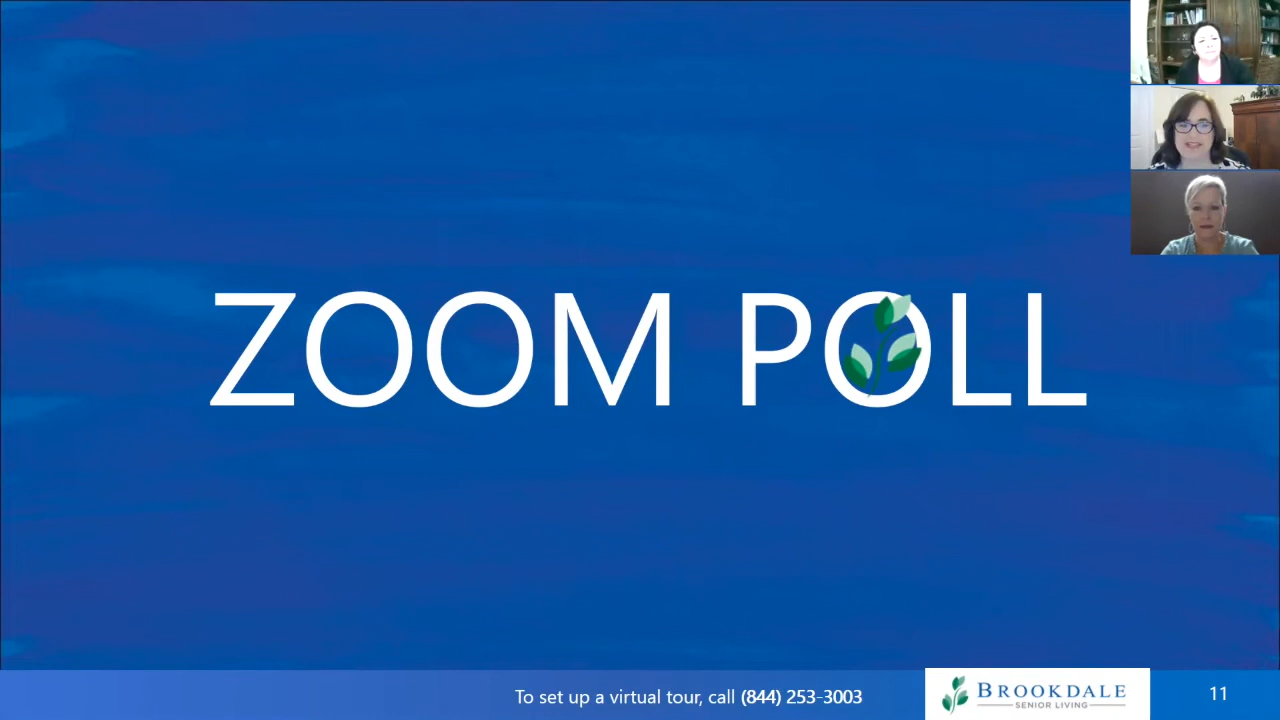 ZOOM POLL
To set up a virtual tour, call (844) 253-3003
BROOKDALE
SENIOR LIVING
11